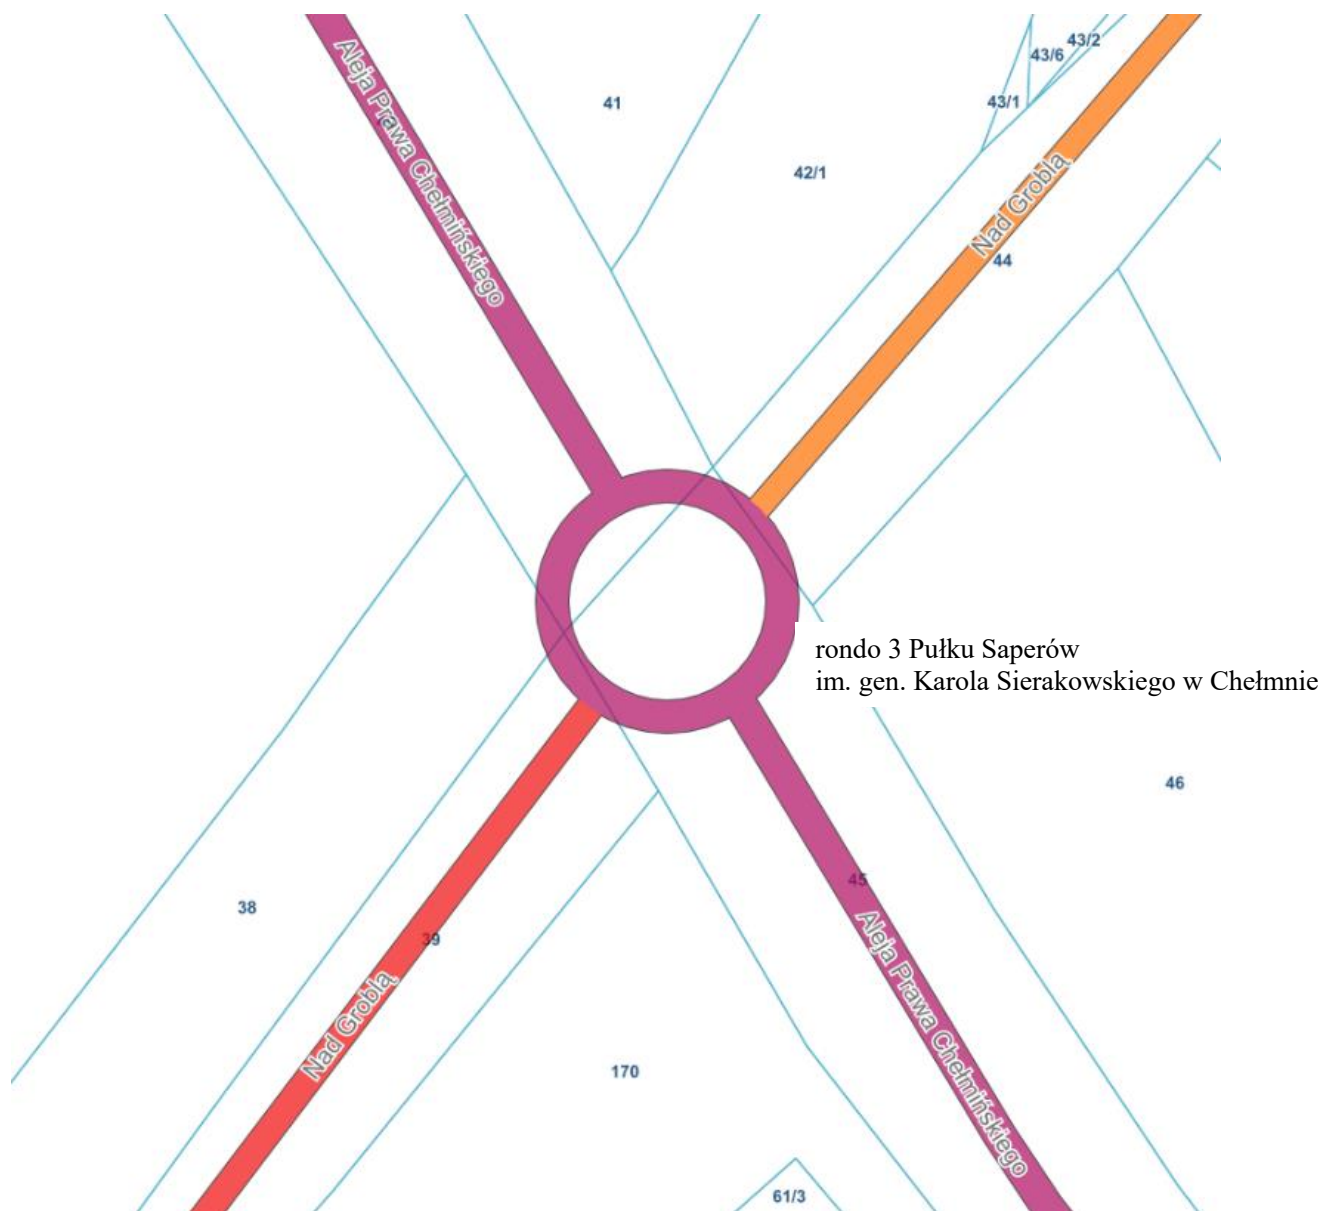 43/2
43/6
43/1
41
Aleja Prawa Chełmińskiego
42/1
Nad Groblą
44
rondo 3 Pułku Saperów
im. gen. Karola Sierakowskiego w Chełmnie
46
45
38
39
Aleja Prawa Chełmińskiego
Nad Groblą
170
61/3